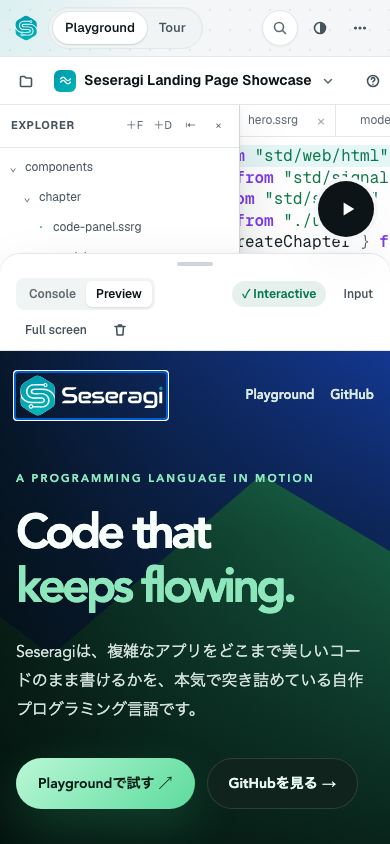 Playground
Tour
Seseragi Landing Page Showcase
EXPLORER
+F
+D
hero.ssrg
components
chapter
code-panel.ssrg
"std/web/html"
from "std/signal
from
from "./
} f
Console
Preview
✓ Interactive
Input
Full screen
Seseragi
Playground
GitHub
A PROGRAMMING LANGUAGE IN MOTION
Code that
keeps flowing.
Seseragiは、複雑なアプリをどこまで美しいコー
ドのまま書けるかを、本気で突き詰めている自作
プログラミング言語です。
Playgroundで試す ↗
GitHubを見る →